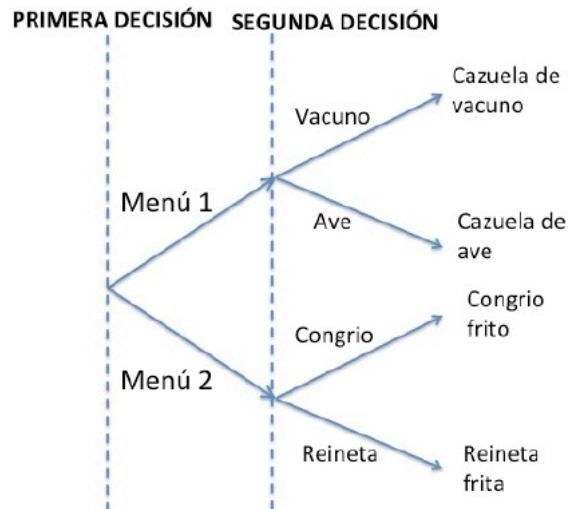 PRIMERA DECISIÓN SEGUNDA DECISIÓN
Cazuela de
vacuno
Vacuno
Menú 1
Ave
Cazuela de
ave
Congrio
frito
Congrio
Menú 2
Reineta
Reineta
frita